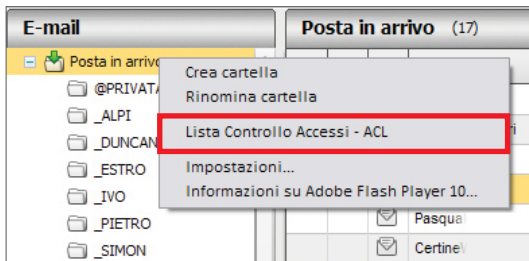 E-mail
Posta in arrivo (17)
Posta in arrivo
Crea cartella
Rinomina cartella
@PRIVATA
_ALPI
Lista Controllo Accessi - ACL
_DUNCAN
_ESTRO
Impostazioni...
_IVO
Informazioni su Adobe Flash Player 10...
_PIETRO
Pasqual
_SIMON
Certine